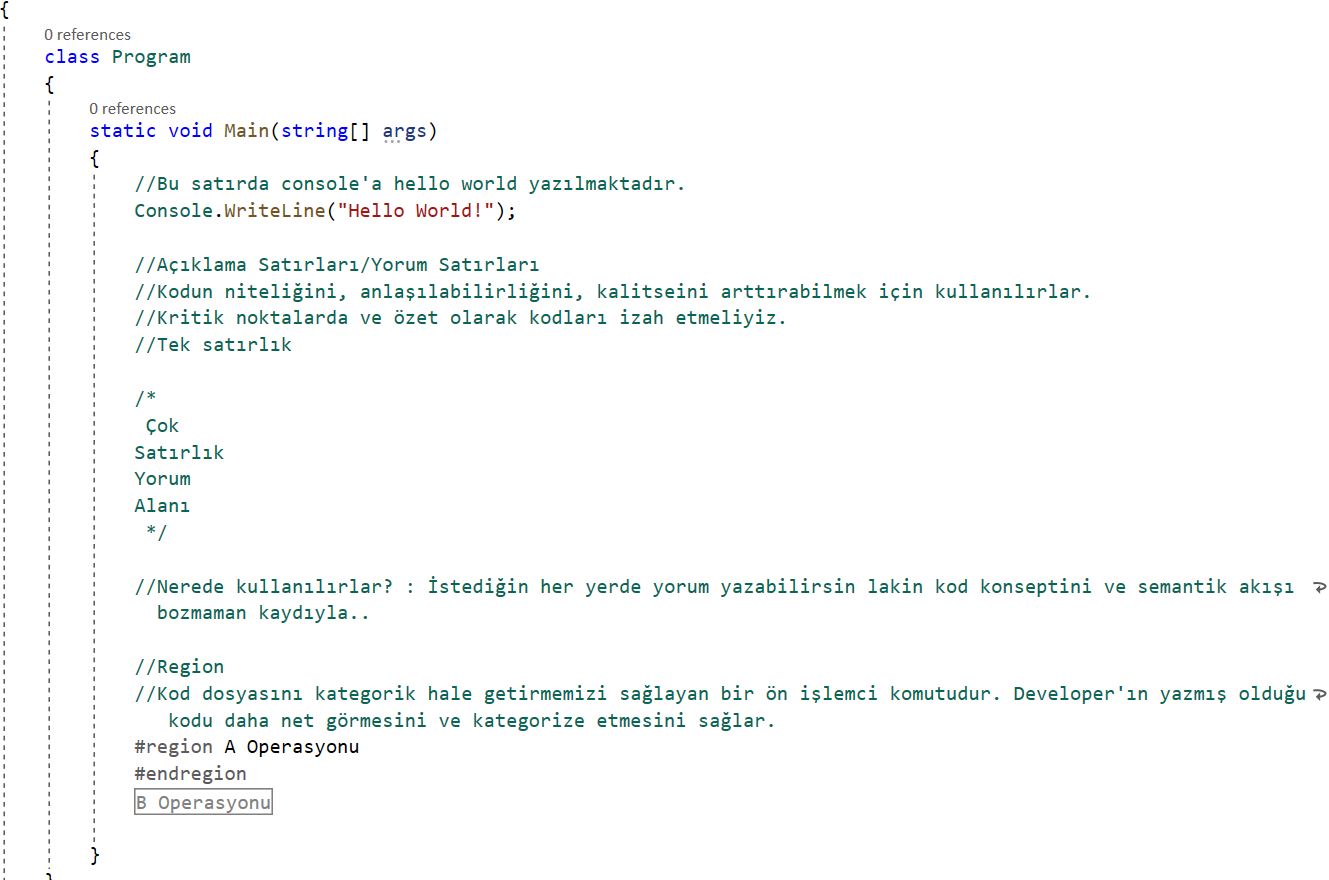 {
0 references
class Program
{
0 references
static void Main(string[] args)
{
//Bu satırda console'a hello world yazılmaktadır.
Console.WriteLine("Hello World!");
//Açıklama Satırları/Yorum Satırları
//Kodun niteliğini, anlaşılabilirliğini, kalitseini arttırabilmek için kullanılırlar.
//Kritik noktalarda ve özet olarak kodları izah etmeliyiz.
//Tek satırlık
/*
Çok
Satırlık
Yorum
Alanı
*/
//Nerede kullanılırlar? : İstediğin her yerde yorum yazabilirsin lakin kod konseptini ve semantik akışı
bozmaman kaydıyla..
//Region
//Kod dosyasını kategorik hale getirmemizi sağlayan bir ön işlemci komutudur. Developer'ın yazmış olduğu
kodu daha net görmesini ve kategorize etmesini sağlar.
#region A Operasyonu
#endregion
B Operasyonu
}
}